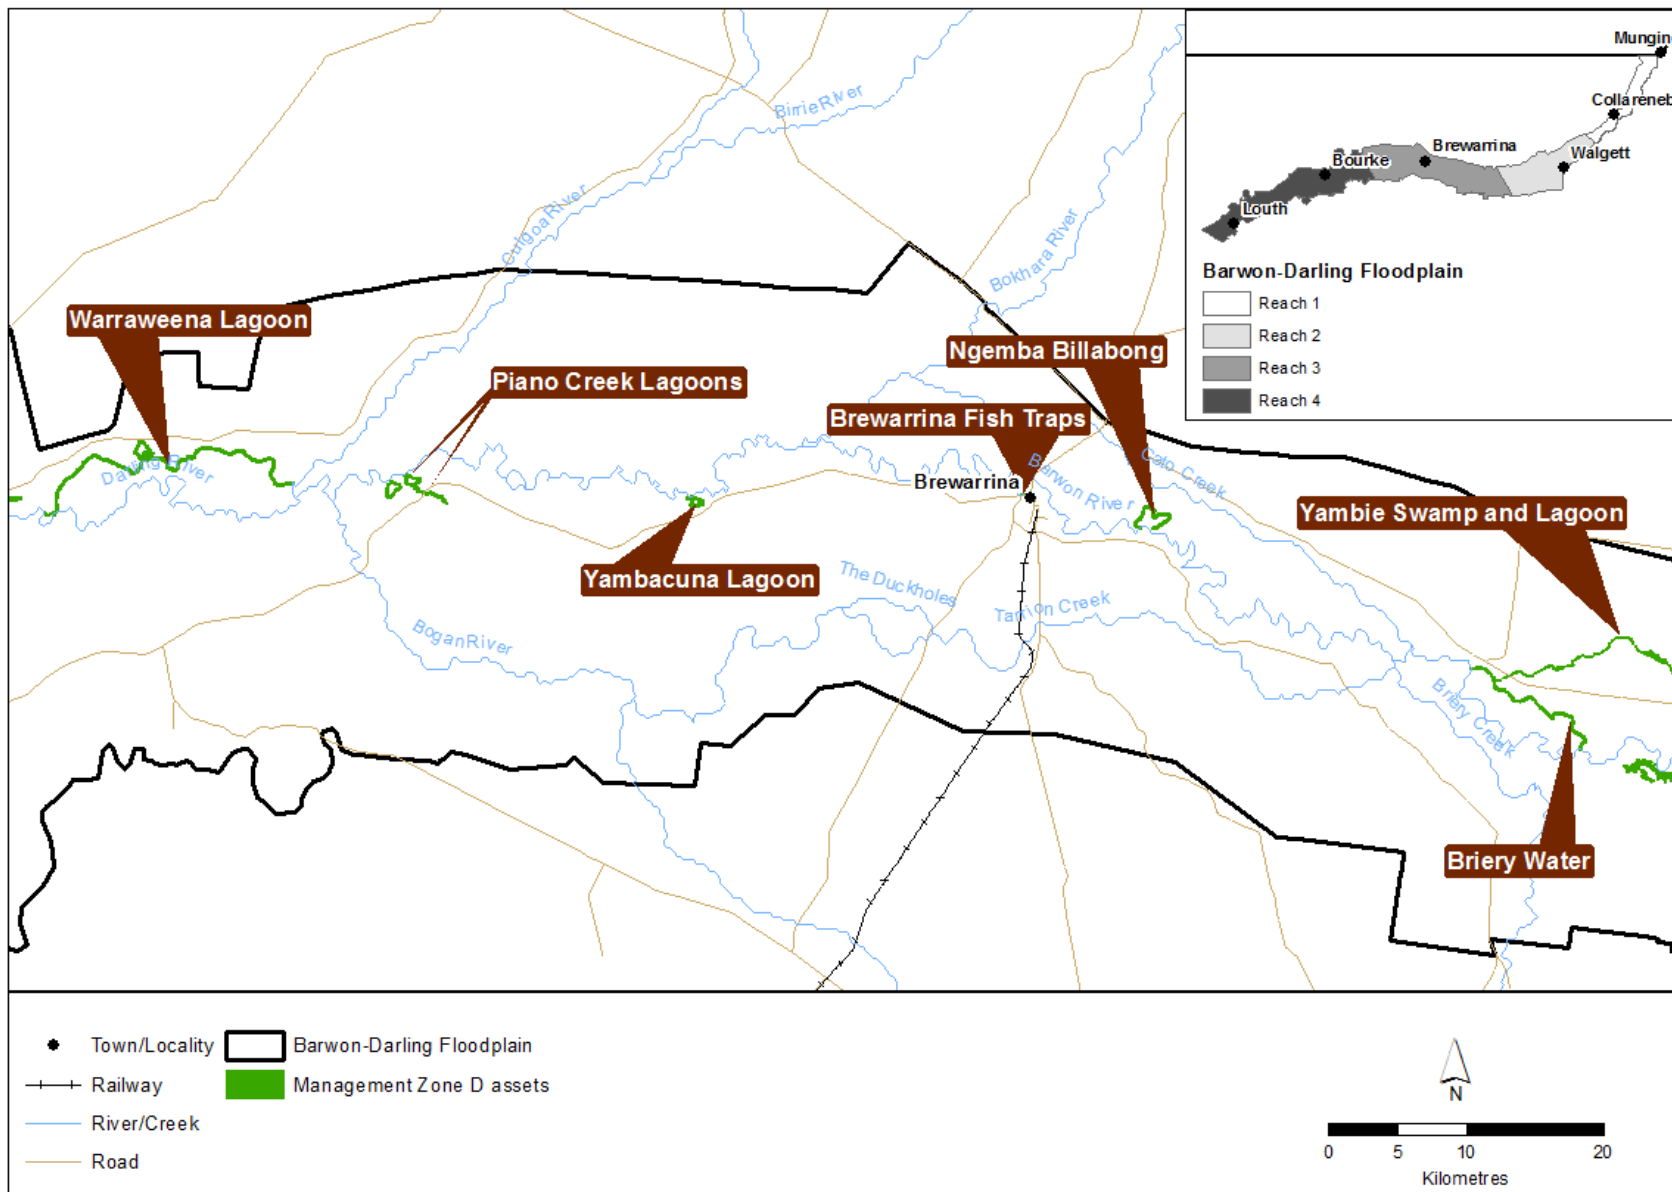 Mungin
Collareneb
Brewarrina
Walgett
Bourke
Louth
Barwon-Darling Floodplain
Reach 1
Reach 2
Reach 3
Reach 4
Birrie River
Culgoa River
Bokhara River
Warraweena Lagoon
Piano Creek Lagoons
Ngemba Billabong
Brewarrina Fish Traps
Darling River
Brewarrina
Barwon River
Cato Creek
Yambie Swamp and Lagoon
Yambacuna Lagoon
The Duckholes
Tarrion Creek
Bogan River
Briery Creek
Briery Water
Town/Locality
Barwon-Darling Floodplain
Railway
Management Zone D assets
River/Creek
Road
N
0 5 10 20
Kilometres